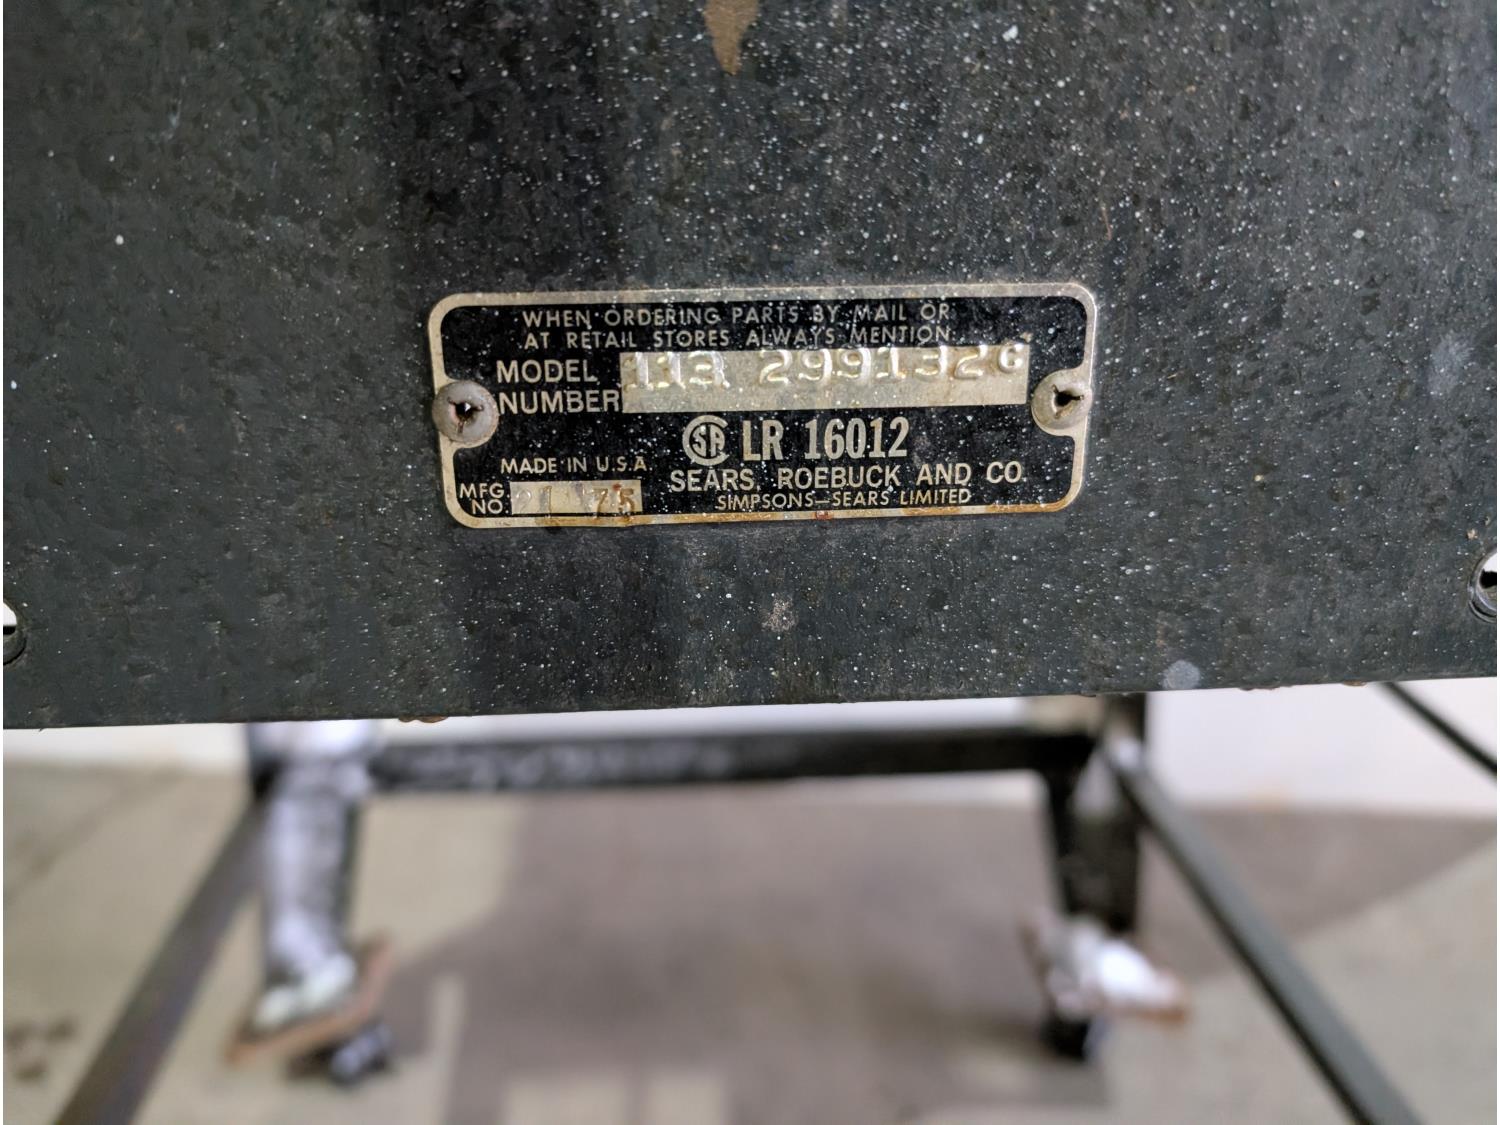 WHEN ORDERING PARTS BY MAIL OR
AT RETAIL STORES ALWAYS MENTION
MODEL NUMBER 113 299132C
SA LR 16012
MADE IN U.S.A.
SEARS, ROEBUCK AND CO.
SIMPSONS–SEARS LIMITED
MFG. NO.